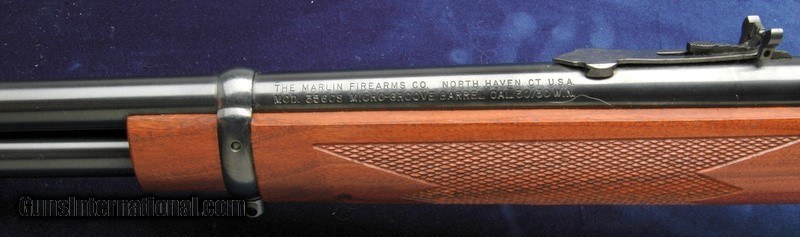 THE MARLIN FIREARMS CO. NORTH HAVEN, CT. U.S.A.
MOD. 336CS MICRO-GROOVE BARREL CAL. 30/30 WIN.
GunsInternational.com